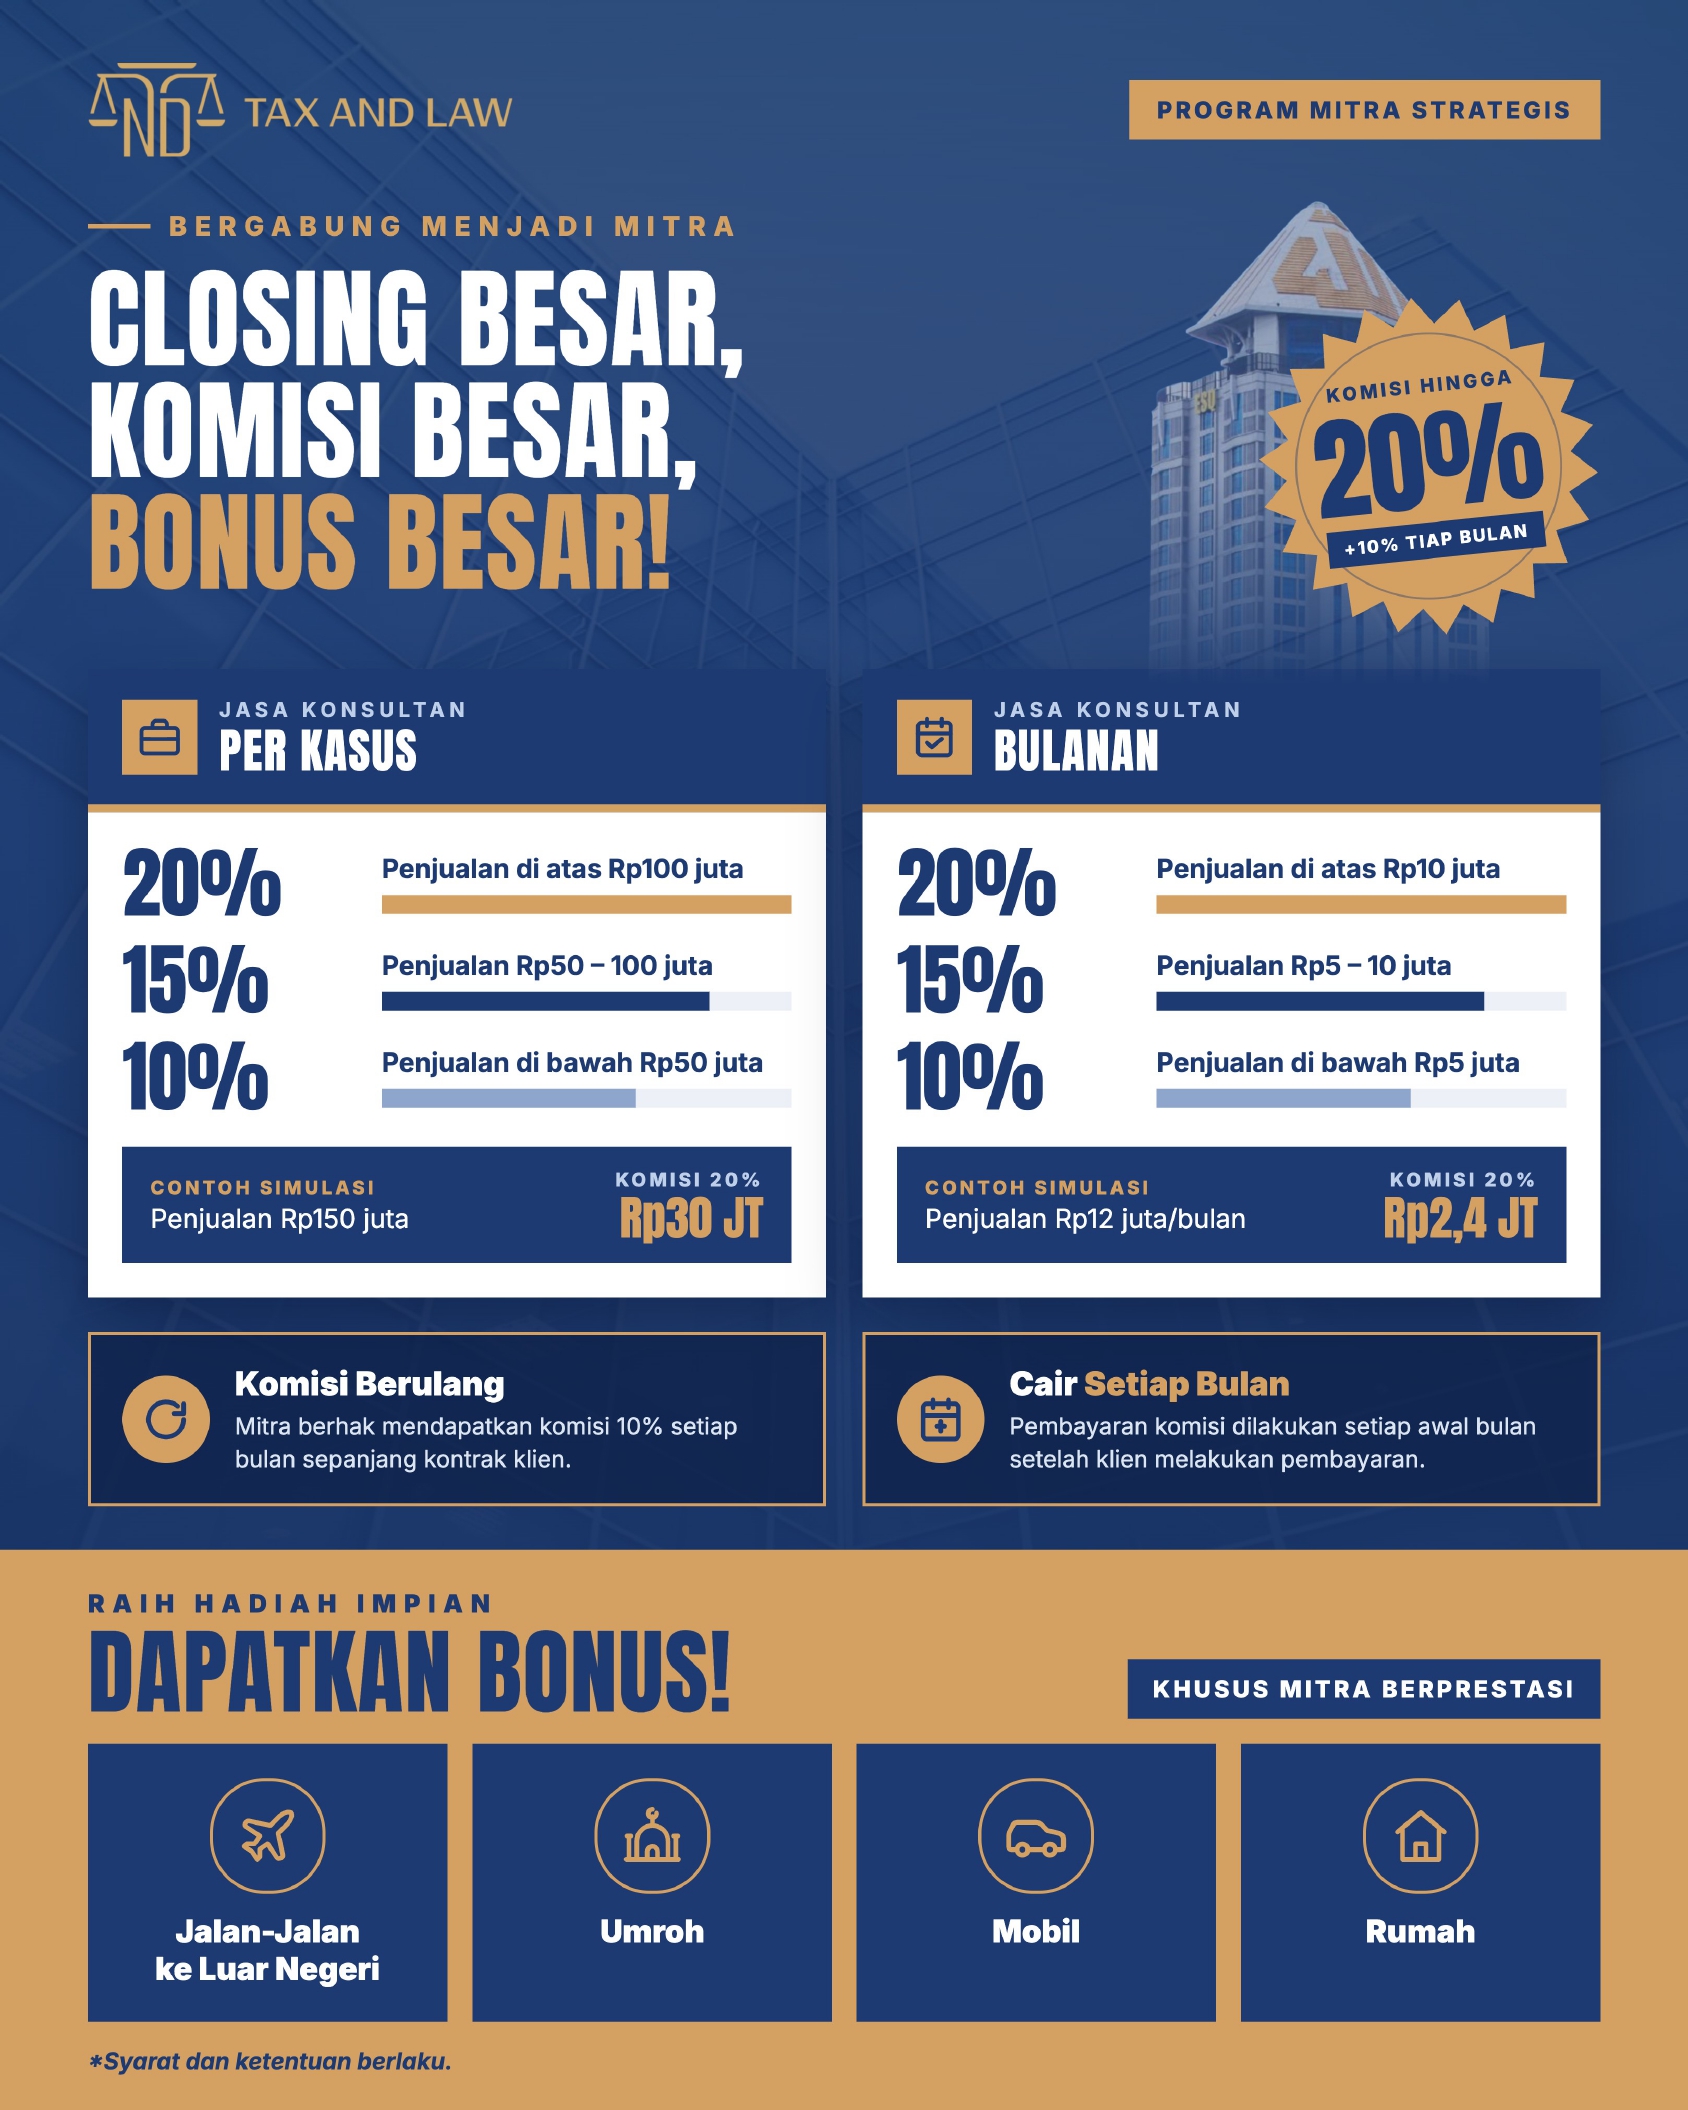 TND TAX AND LAW
PROGRAM MITRA STRATEGIS
BERGABUNG MENJADI MITRA
CLOSING BESAR,
KOMISI BESAR,
BONUS BESAR!
ESQ
KOMISI HINGGA
20%
+10% TIAP BULAN
JASA KONSULTAN
PER KASUS
20%
Penjualan di atas Rp100 juta
15%
Penjualan Rp50 – 100 juta
10%
Penjualan di bawah Rp50 juta
CONTOH SIMULASI
Penjualan Rp150 juta
KOMISI 20%
Rp30 JT
JASA KONSULTAN
BULANAN
20%
Penjualan di atas Rp10 juta
15%
Penjualan Rp5 – 10 juta
10%
Penjualan di bawah Rp5 juta
CONTOH SIMULASI
Penjualan Rp12 juta/bulan
KOMISI 20%
Rp2,4 JT
Komisi Berulang
Mitra berhak mendapatkan komisi 10% setiap
bulan sepanjang kontrak klien.
Cair Setiap Bulan
Pembayaran komisi dilakukan setiap awal bulan
setelah klien melakukan pembayaran.
RAIH HADIAH IMPIAN
DAPATKAN BONUS!
KHUSUS MITRA BERPRESTASI
Jalan-Jalan
ke Luar Negeri
Umroh
Mobil
Rumah
*Syarat dan ketentuan berlaku.